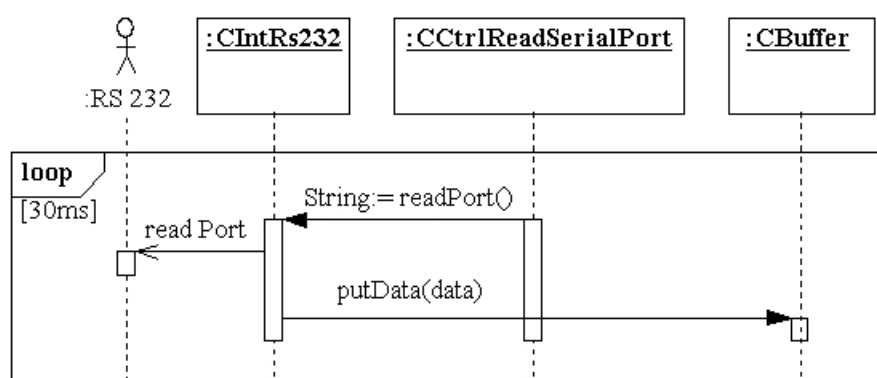 :CIntRs232
:CCtrlReadSerialPort
:CBuffer
:RS 232
loop
[30ms]
String:= readPort()
read Port
putData(data)